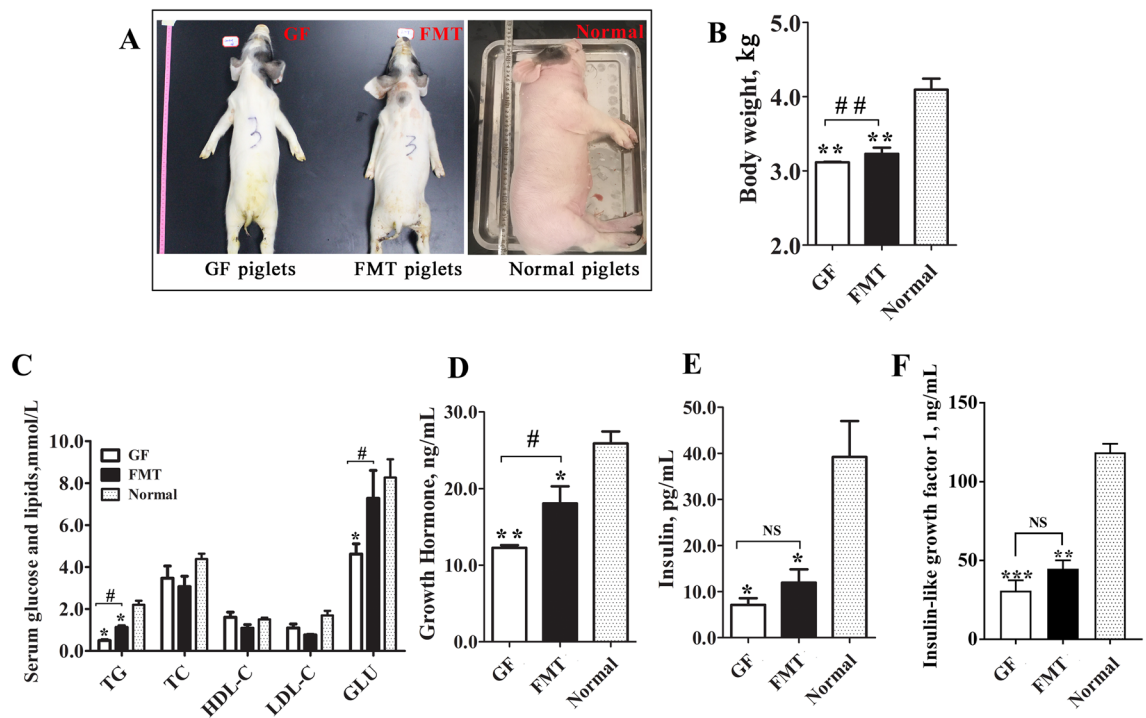 A
GF
FMT
Normal
3
3
GF piglets
FMT piglets
Normal piglets
B
Body weight, kg
5.0
4.0
3.0
2.0
**
# #
**
GF
FMT
Normal
C
Serum glucose and lipids,mmol/L
10.0
8.0
6.0
4.0
2.0
0.0
GF
FMT
Normal
*
#
*
*
#
TG
TC
HDL-C
LDL-C
GLU
D
Growth Hormone, ng/mL
30.0
20.0
10.0
0.0
**
#
*
GF
FMT
Normal
E
Insulin, pg/mL
50.0
40.0
30.0
20.0
10.0
0.0
*
NS
*
GF
FMT
Normal
F
Insulin-like growth factor 1, ng/mL
150
100
50
0
***
NS
**
GF
FMT
Normal